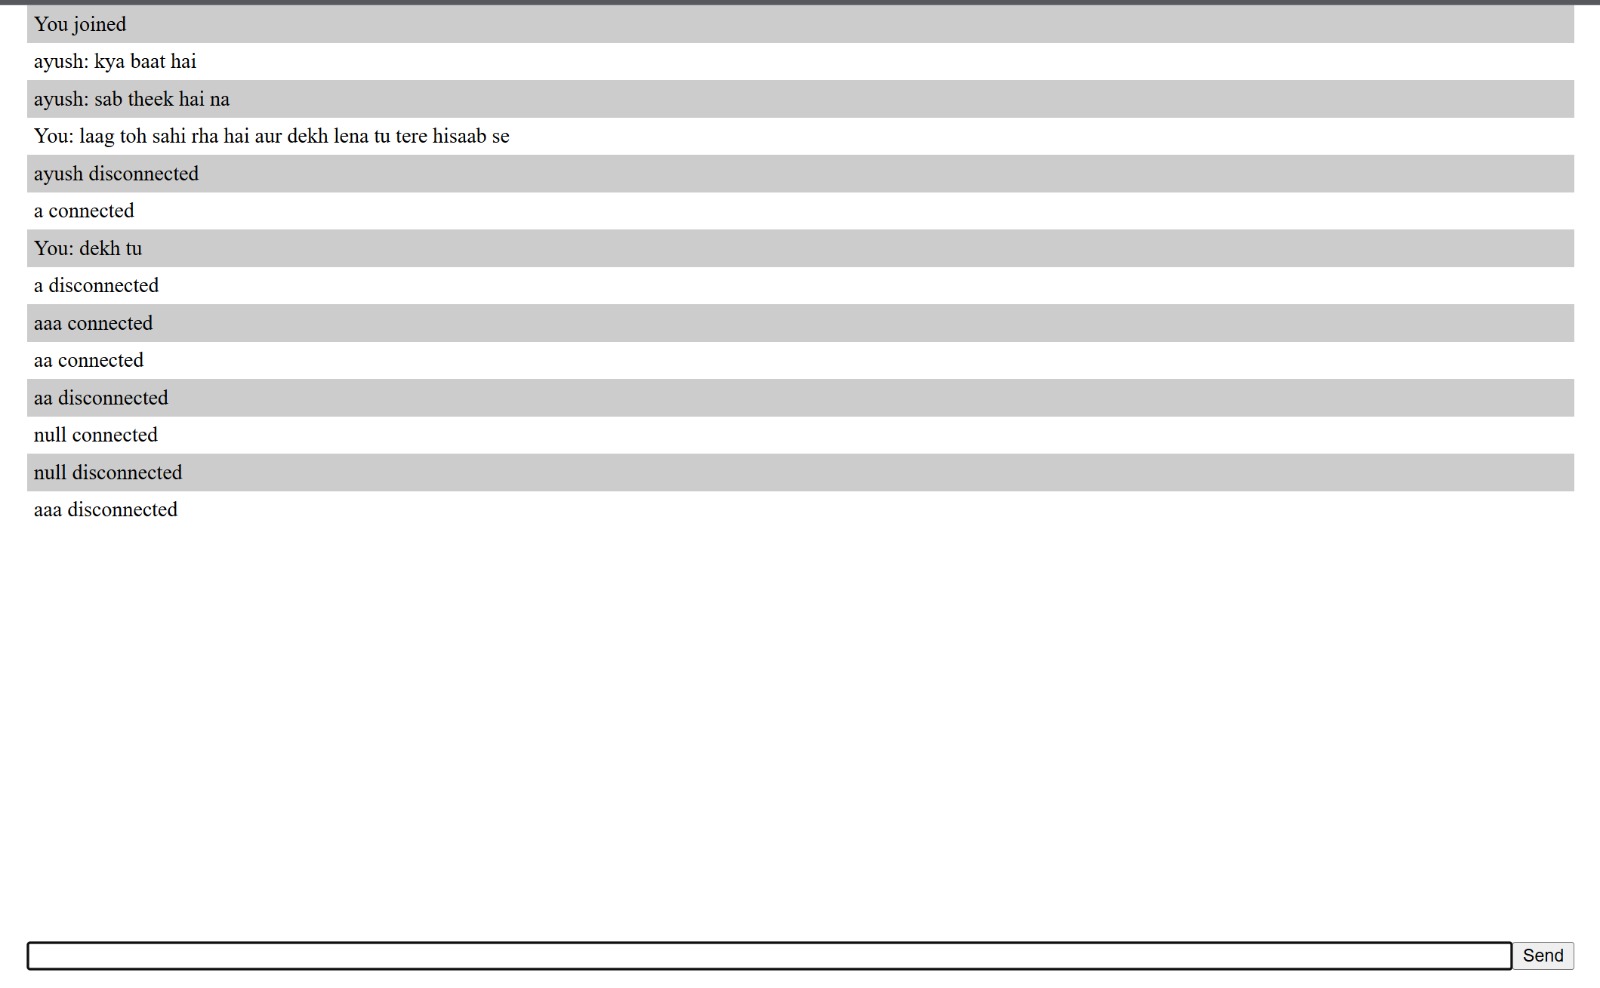 You joined
ayush: kya baat hai
ayush: sab theek hai na
You: laag toh sahi rha hai aur dekh lena tu tere hisaab se
ayush disconnected
a connected
You: dekh tu
a disconnected
aaa connected
aa connected
aa disconnected
null connected
null disconnected
aaa disconnected
Send